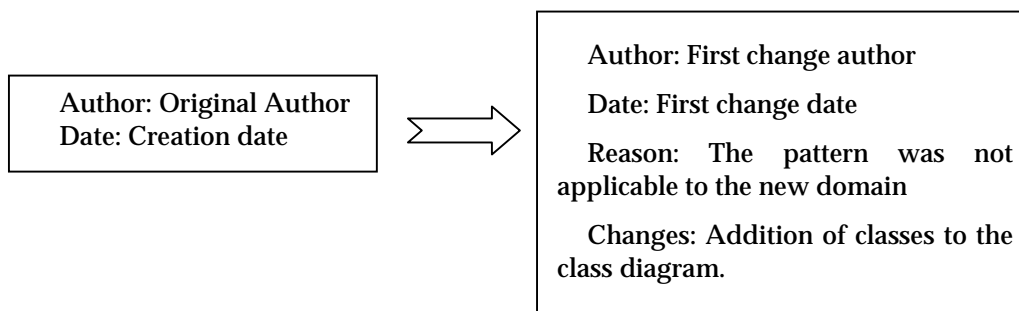 Author: Original Author
Date: Creation date
Author: First change author
Date: First change date
Reason: The pattern was not
applicable to the new domain
Changes: Addition of classes to the
class diagram.